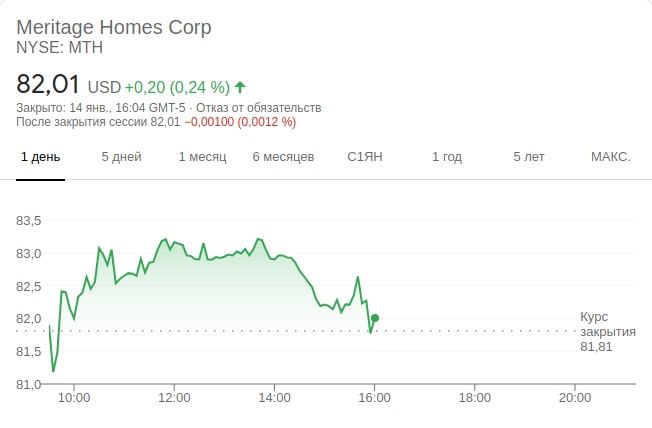 Meritage Homes Corp
NYSE: MTH
82,01 USD +0,20 (0,24 %)
Закрыто: 14 янв., 16:04 GMT-5 · Отказ от обязательств
После закрытия сессии 82,01 −0,00100 (0,0012 %)
1 день 5 дней 1 месяц 6 месяцев С1ЯН 1 год 5 лет МАКС.
83,5
83,0
82,5
82,0
81,5
81,0
Курс
закрытия
81,81
10:00 12:00 14:00 16:00 18:00 20:00